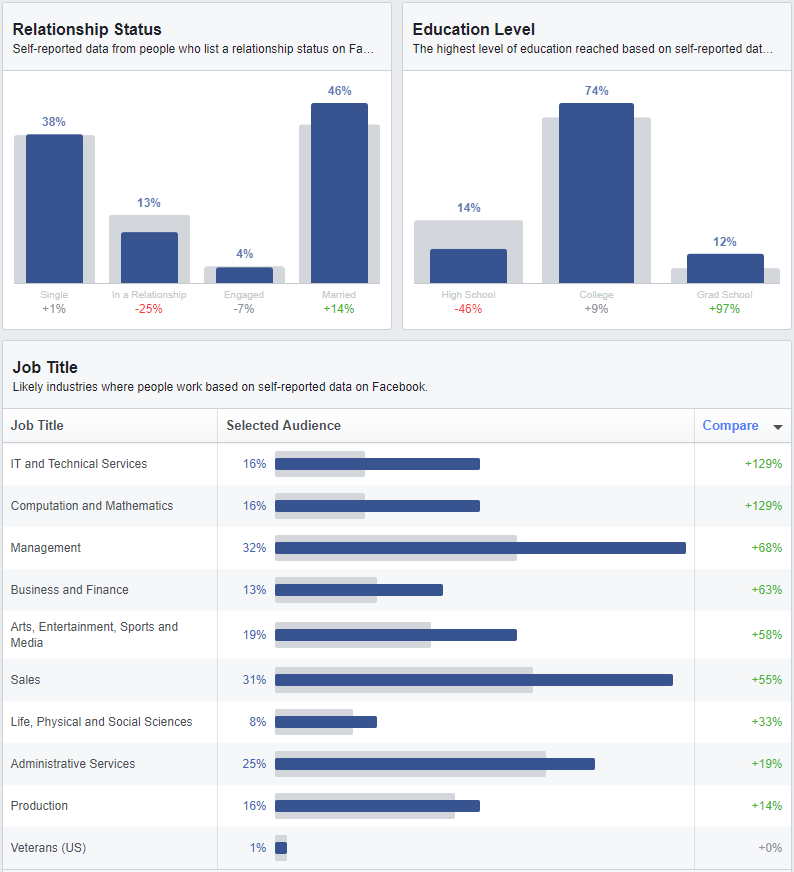 Relationship Status
Self-reported data from people who list a relationship status on Fa…
38%
13%
4%
46%
Single
In a Relationship
Engaged
Married
+1%
-25%
-7%
+14%
Education Level
The highest level of education reached based on self-reported dat…
14%
74%
12%
High School
College
Grad School
-46%
+9%
+97%
Job Title
Likely industries where people work based on self-reported data on Facebook.
Job Title Selected Audience Compare
IT and Technical Services 16% +129%
Computation and Mathematics 16% +129%
Management 32% +68%
Business and Finance 13% +63%
Arts, Entertainment, Sports and
Media 19% +58%
Sales 31% +55%
Life, Physical and Social Sciences 8% +33%
Administrative Services 25% +19%
Production 16% +14%
Veterans (US) 1% +0%